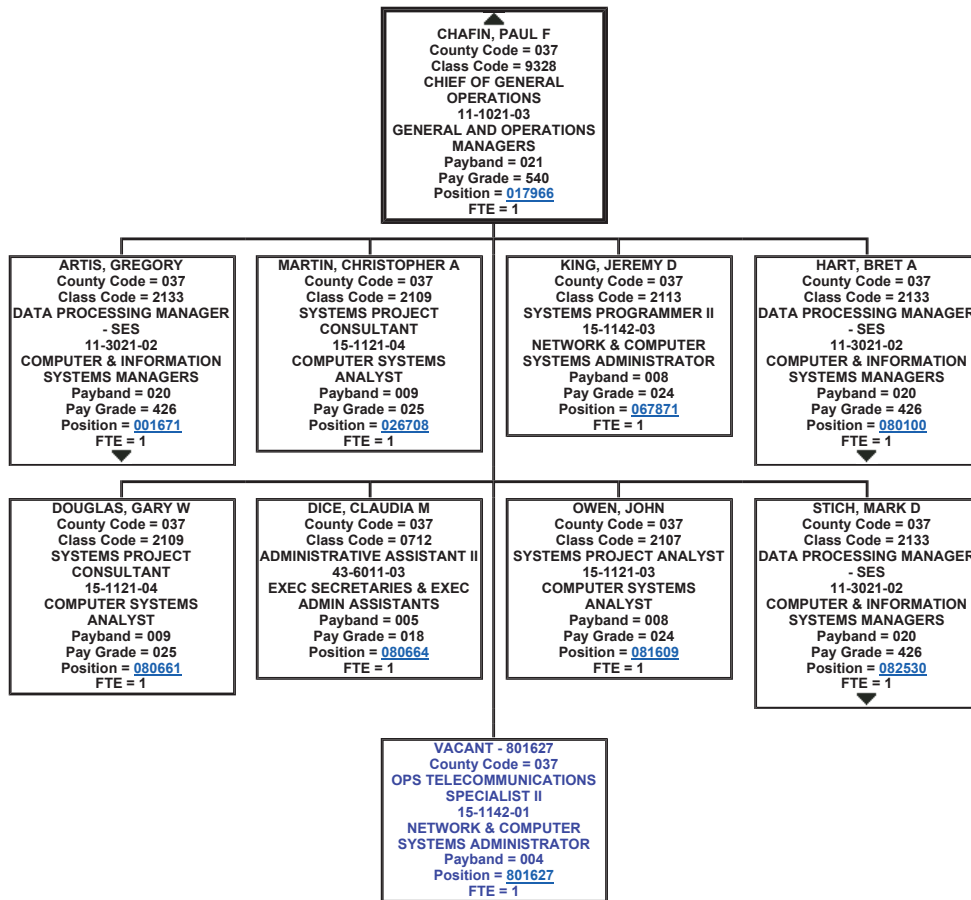 CHAFIN, PAUL F
County Code = 037
Class Code = 9328
CHIEF OF GENERAL
OPERATIONS
11-1021-03
GENERAL AND OPERATIONS
MANAGERS
Payband = 021
Pay Grade = 540
Position = 017966
FTE = 1
ARTIS, GREGORY
County Code = 037
Class Code = 2133
DATA PROCESSING MANAGER
- SES
11-3021-02
COMPUTER & INFORMATION
SYSTEMS MANAGERS
Payband = 020
Pay Grade = 426
Position = 001671
FTE = 1
MARTIN, CHRISTOPHER A
County Code = 037
Class Code = 2109
SYSTEMS PROJECT
CONSULTANT
15-1121-04
COMPUTER SYSTEMS
ANALYST
Payband = 009
Pay Grade = 025
Position = 026708
FTE = 1
KING, JEREMY D
County Code = 037
Class Code = 2113
SYSTEMS PROGRAMMER II
15-1142-03
NETWORK & COMPUTER
SYSTEMS ADMINISTRATOR
Payband = 008
Pay Grade = 024
Position = 067871
FTE = 1
HART, BRET A
County Code = 037
Class Code = 2133
DATA PROCESSING MANAGER
- SES
11-3021-02
COMPUTER & INFORMATION
SYSTEMS MANAGERS
Payband = 020
Pay Grade = 426
Position = 080100
FTE = 1
DOUGLAS, GARY W
County Code = 037
Class Code = 2109
SYSTEMS PROJECT
CONSULTANT
15-1121-04
COMPUTER SYSTEMS
ANALYST
Payband = 009
Pay Grade = 025
Position = 080661
FTE = 1
DICE, CLAUDIA M
County Code = 037
Class Code = 0712
ADMINISTRATIVE ASSISTANT II
43-6011-03
EXEC SECRETARIES & EXEC
ADMIN ASSISTANTS
Payband = 005
Pay Grade = 018
Position = 080664
FTE = 1
OWEN, JOHN
County Code = 037
Class Code = 2107
SYSTEMS PROJECT ANALYST
15-1121-03
COMPUTER SYSTEMS
ANALYST
Payband = 008
Pay Grade = 024
Position = 081609
FTE = 1
STICH, MARK D
County Code = 037
Class Code = 2133
DATA PROCESSING MANAGER
- SES
11-3021-02
COMPUTER & INFORMATION
SYSTEMS MANAGERS
Payband = 020
Pay Grade = 426
Position = 082530
FTE = 1
VACANT - 801627
County Code = 037
OPS TELECOMMUNICATIONS
SPECIALIST II
15-1142-01
NETWORK & COMPUTER
SYSTEMS ADMINISTRATOR
Payband = 004
Position = 801627
FTE = 1